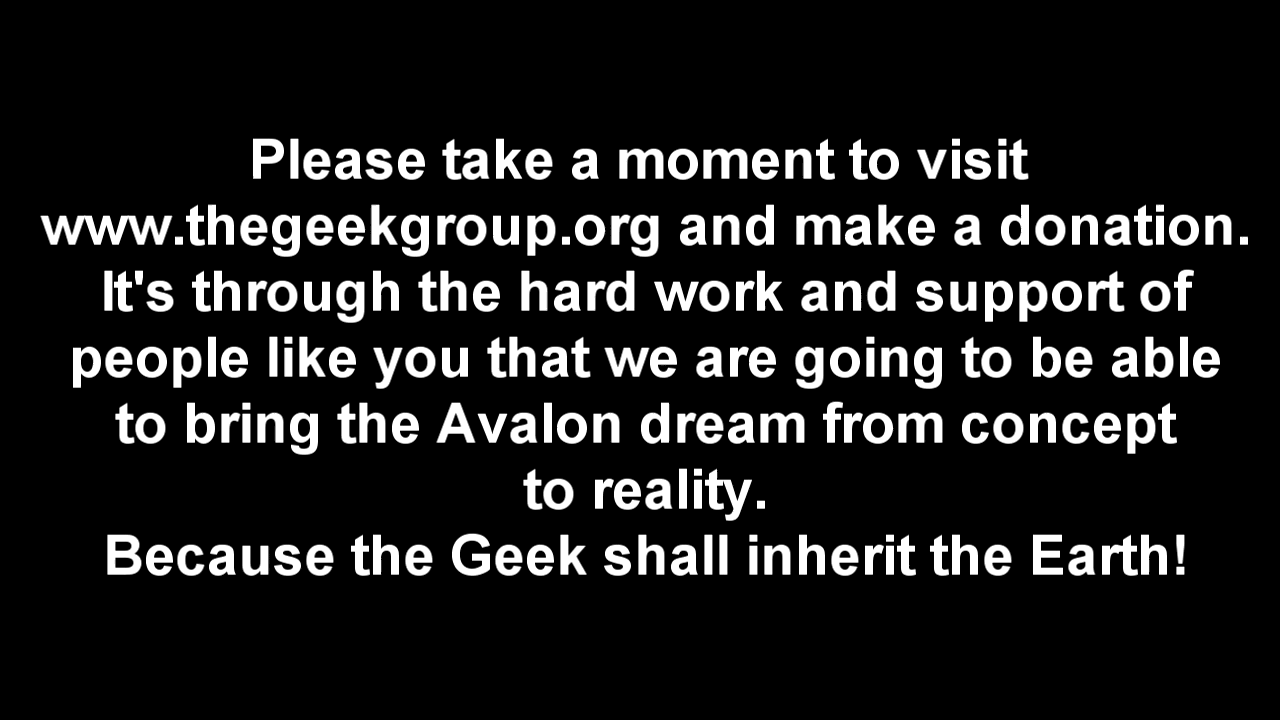 Please take a moment to visit
www.thegeekgroup.org and make a donation.
It's through the hard work and support of
people like you that we are going to be able
to bring the Avalon dream from concept
to reality.
Because the Geek shall inherit the Earth!